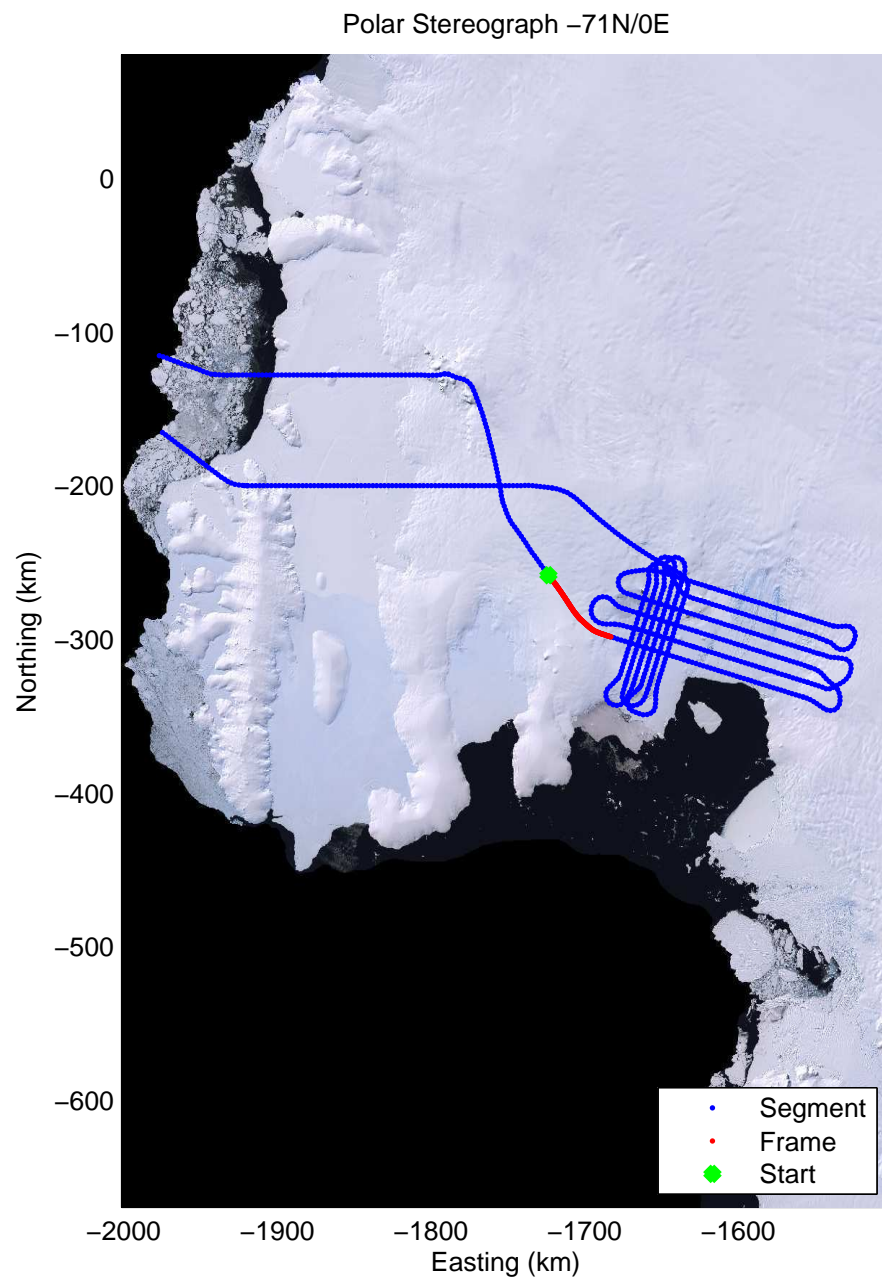 Polar Stereograph −71N/0E
0
−100
−200
−300
−400
−500
−600
Northing (km)
Segment
Frame
Start
−2000 −1900 −1800 −1700 −1600
Easting (km)